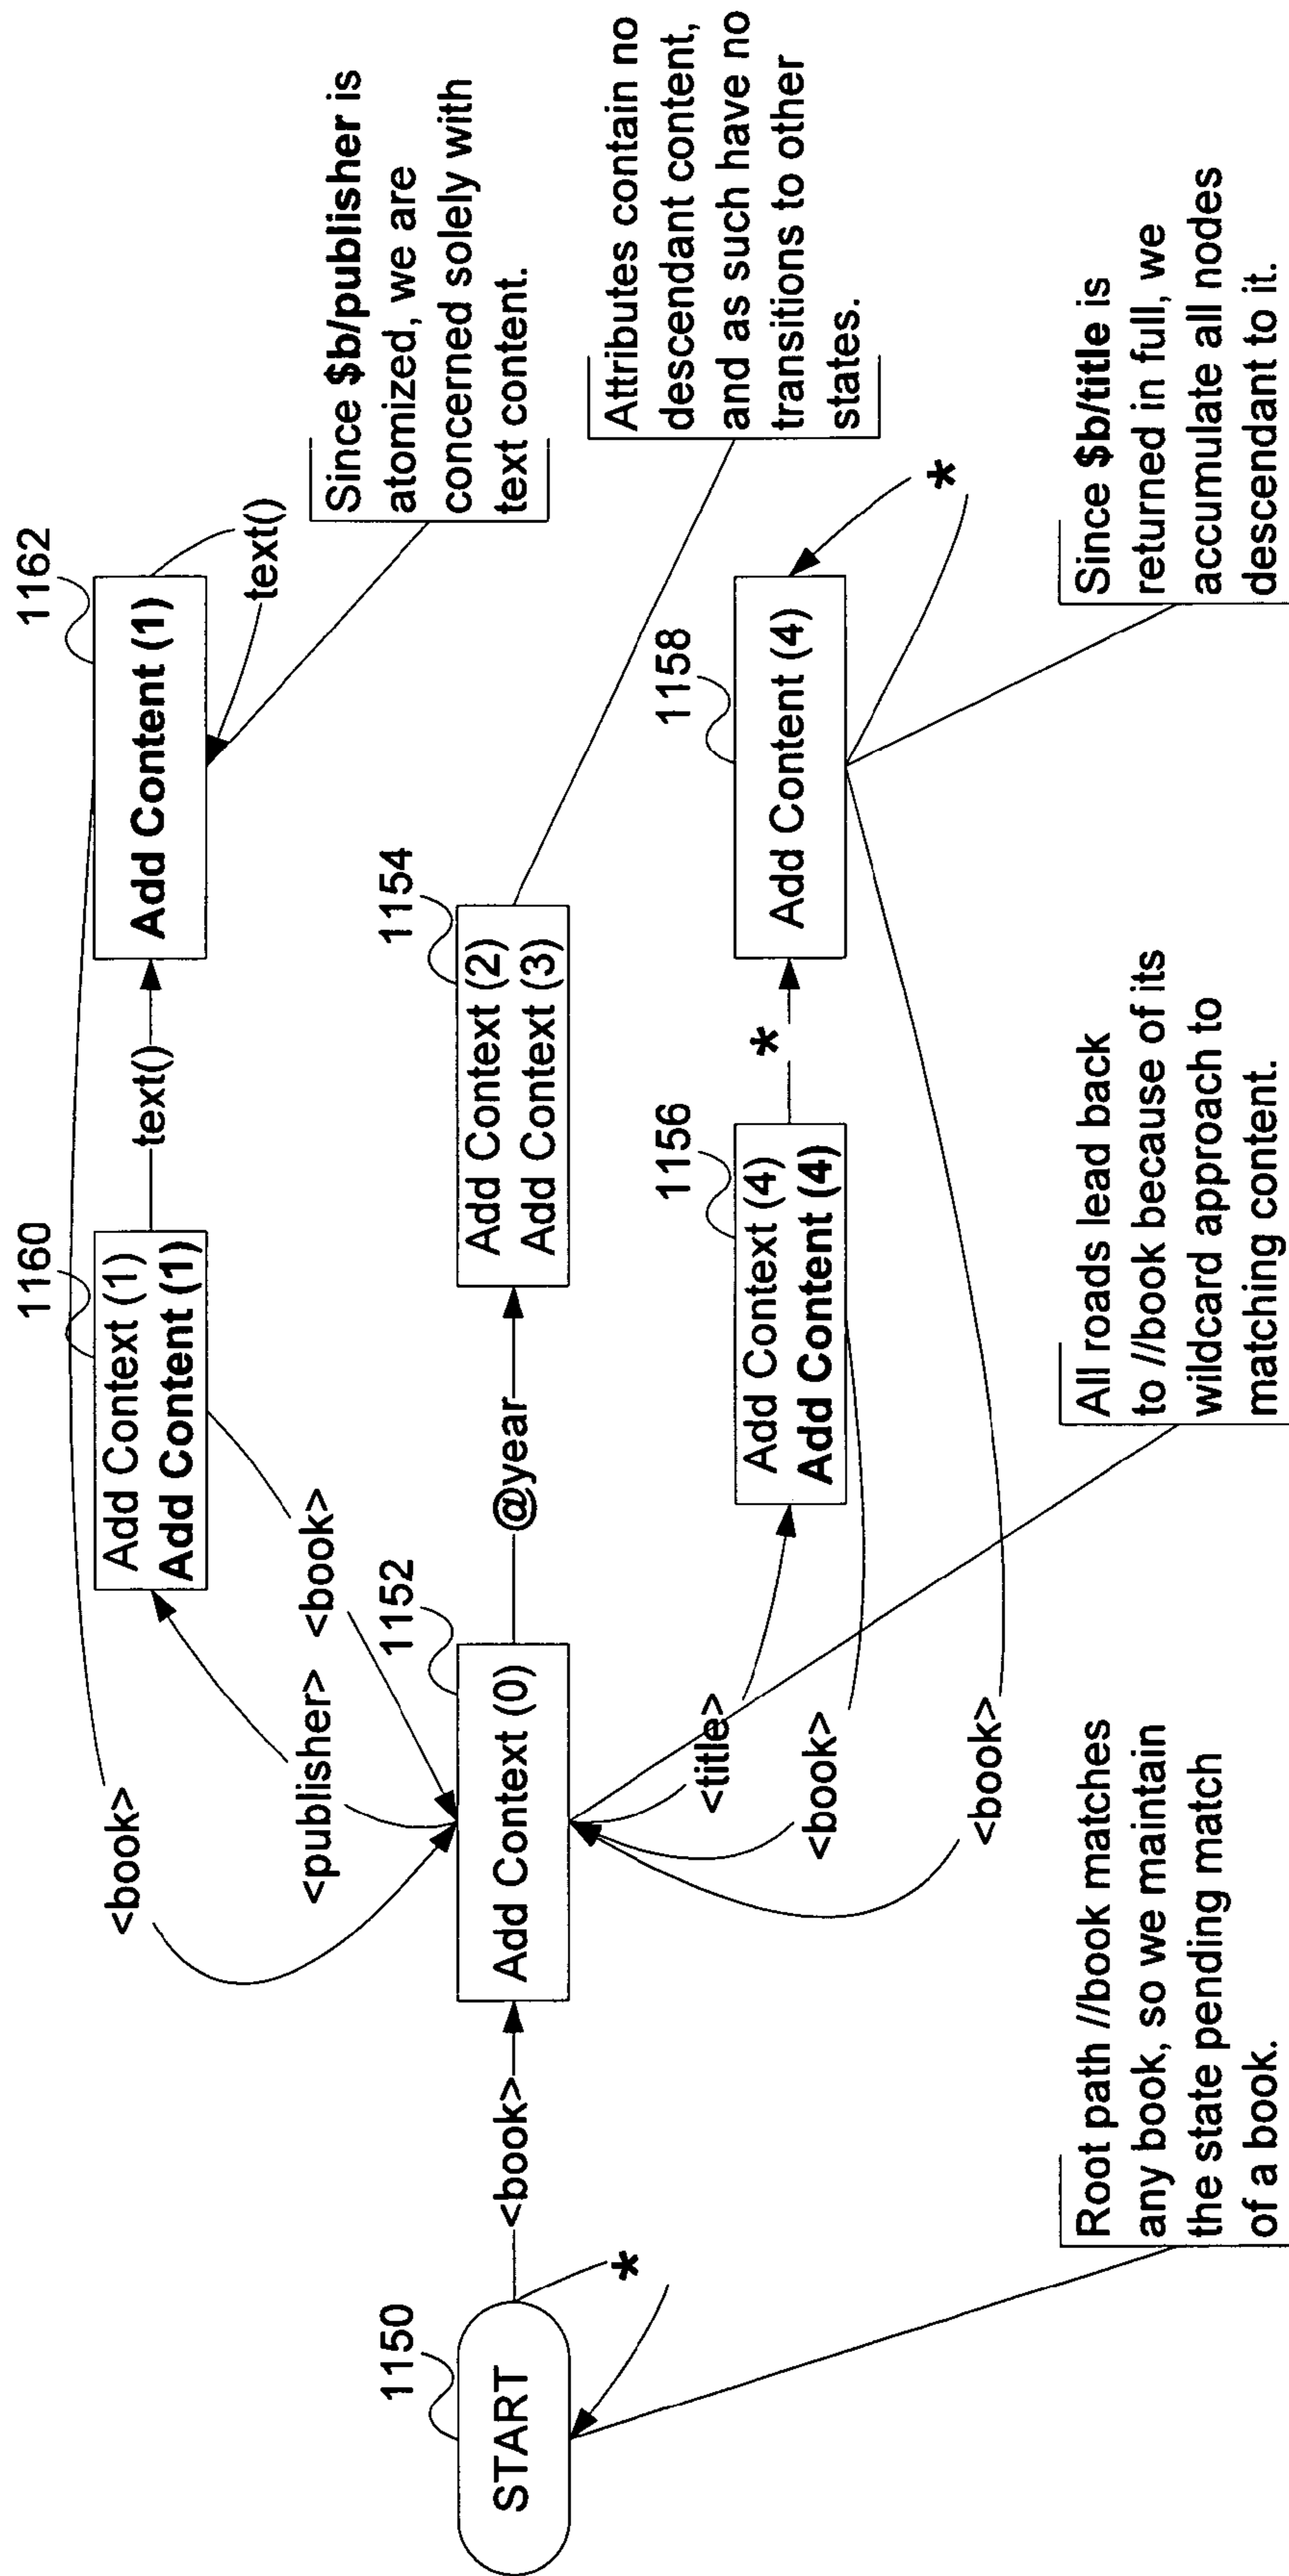 1150
START
*
<book>
1152
Add Context (0)
<book>
<publisher>
<book>
1160
Add Context (1)
Add Content (1)
text()
1162
Add Content (1)
text()
Since $b/publisher is
atomized, we are
concerned solely with
text content.
@year
1154
Add Context (2)
Add Context (3)
Attributes contain no
descendant content,
and as such have no
transitions to other
states.
<title>
<book>
<book>
1156
Add Context (4)
Add Content (4)
*
1158
Add Content (4)
*
Root path //book matches
any book, so we maintain
the state pending match
of a book.
All roads lead back
to //book because of its
wildcard approach to
matching content.
Since $b/title is
returned in full, we
accumulate all nodes
descendant to it.